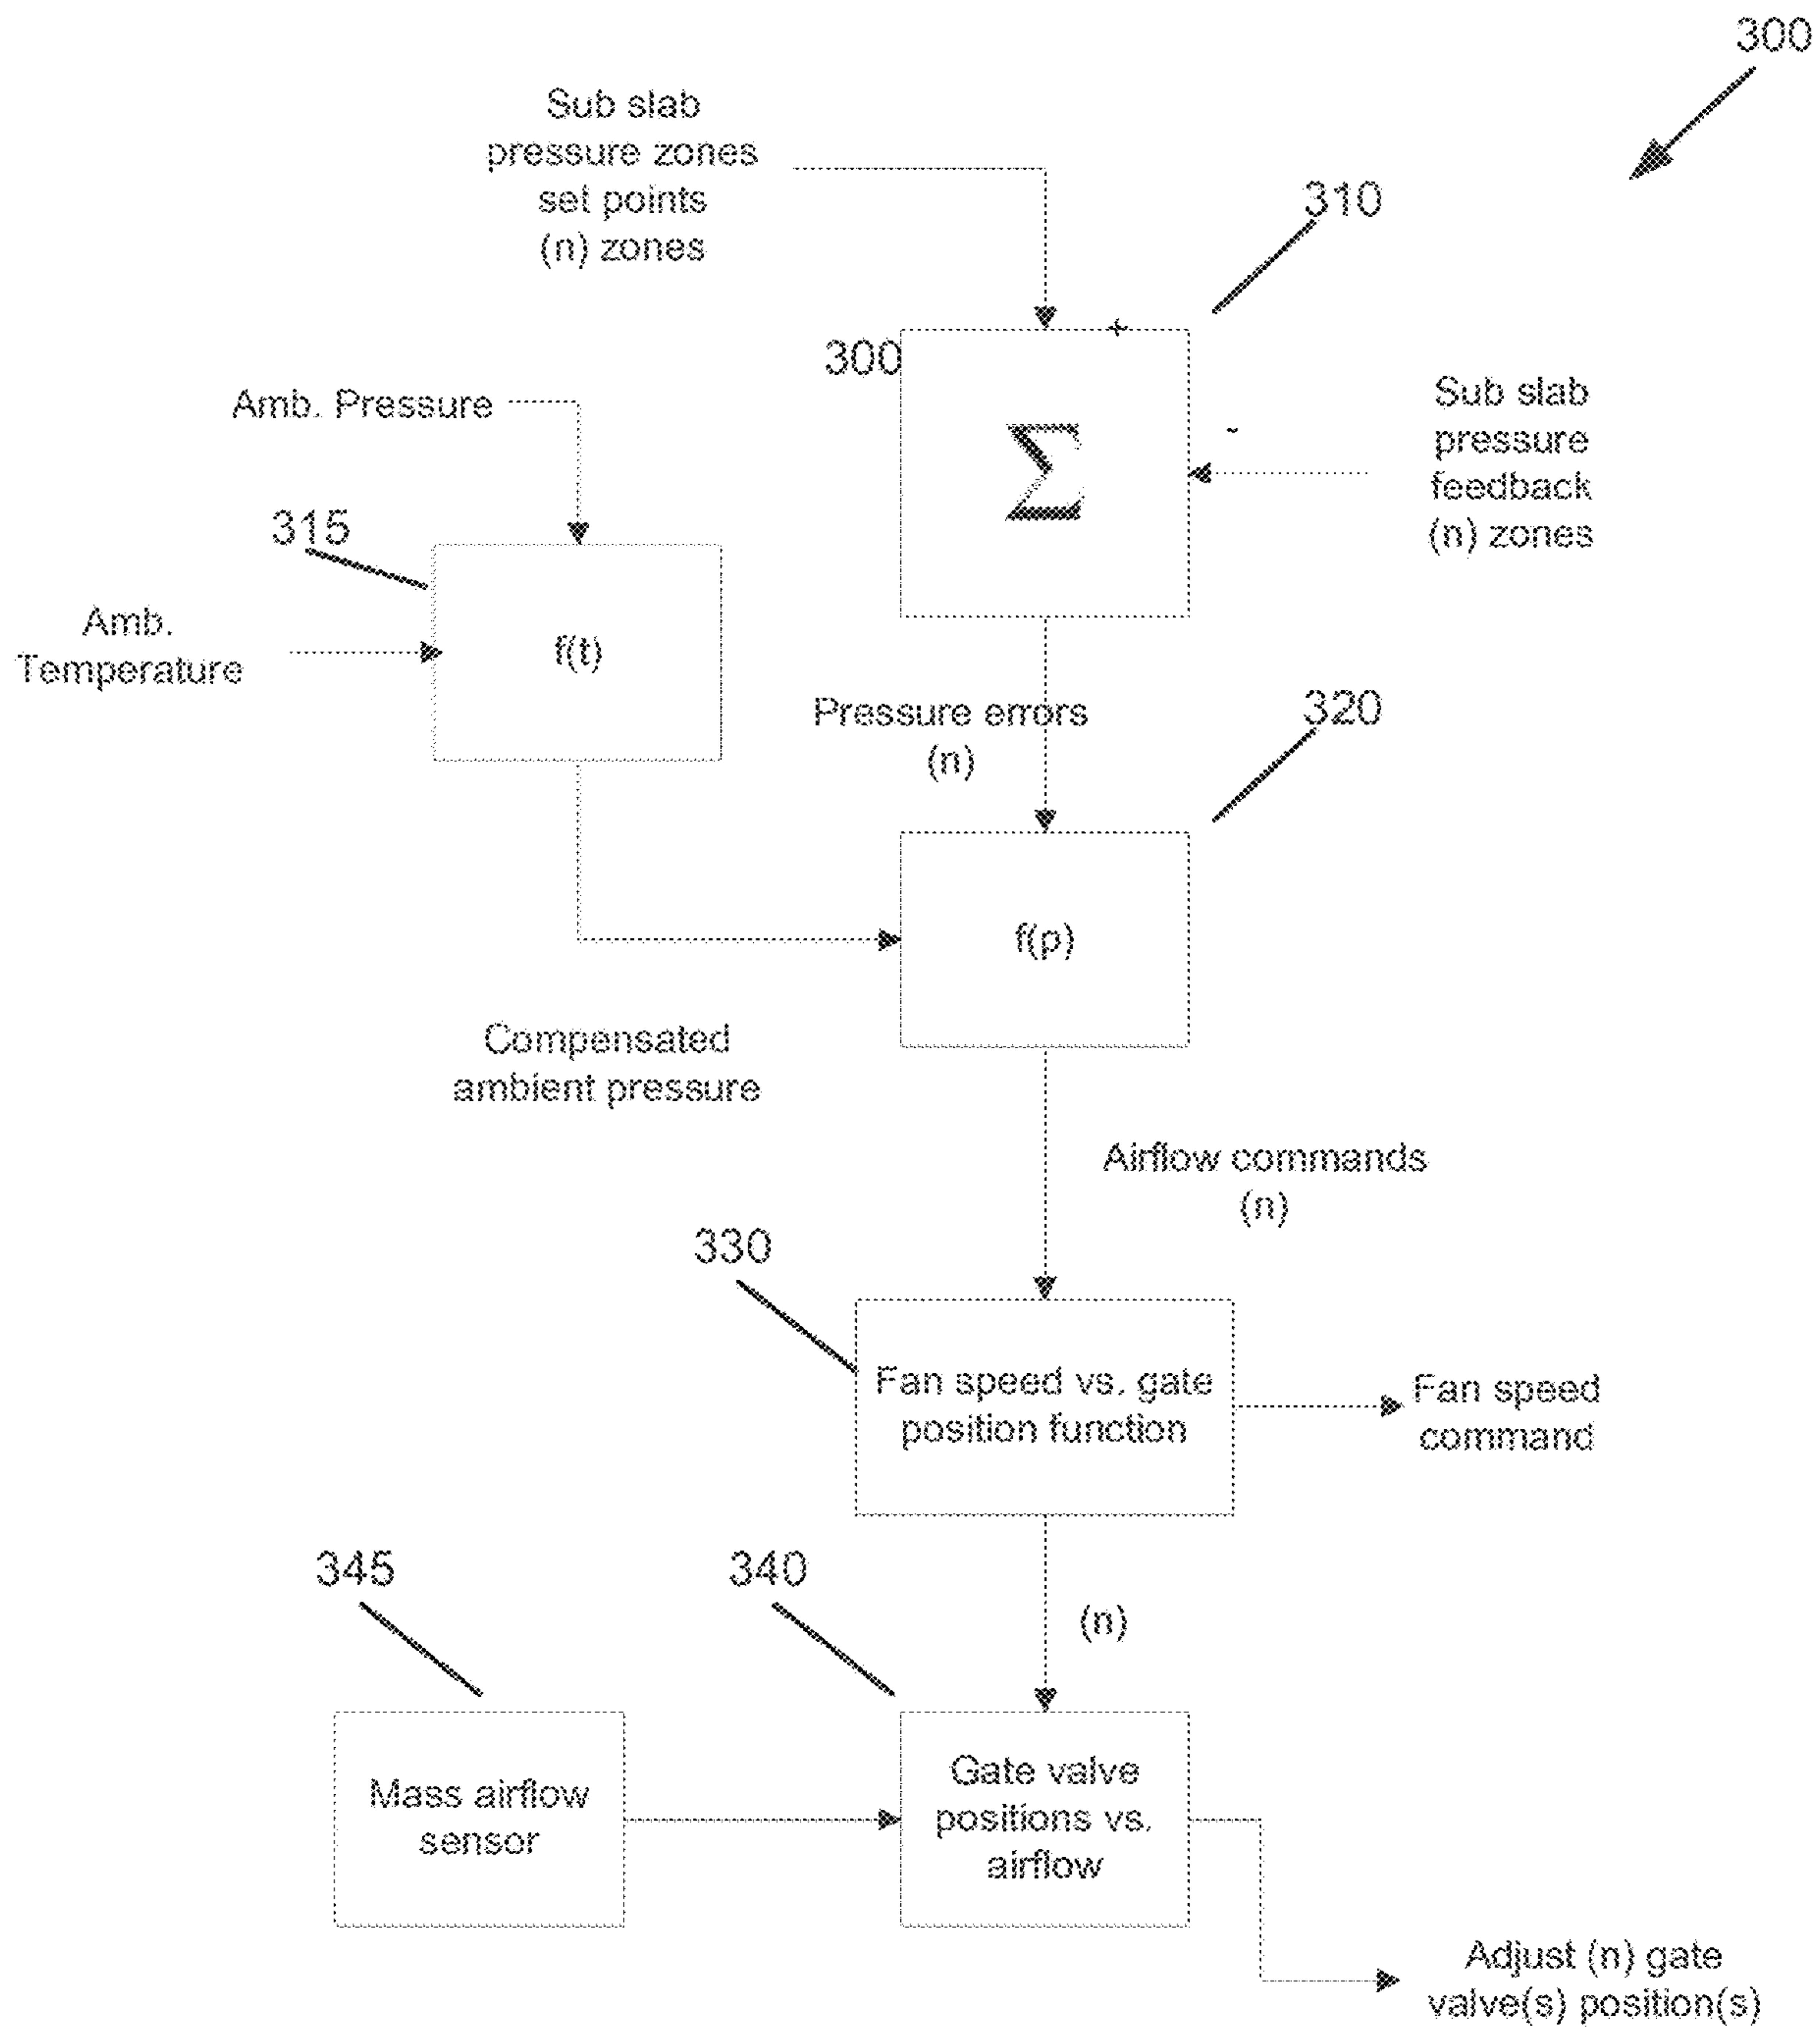 300
Sub slab
pressure zones
set points
(n) zones
310
+
300
Σ
-
Sub slab
pressure
feedback
(n) zones
Amb. Pressure
315
Amb.
Temperature
f(t)
Pressure errors
(n)
320
f(p)
Compensated
ambient pressure
Airflow commands
(n)
330
Fan speed vs. gate
position function
Fan speed
command
345
340
(n)
Mass airflow
sensor
Gate valve
positions vs.
airflow
Adjust (n) gate
valve(s) position(s)